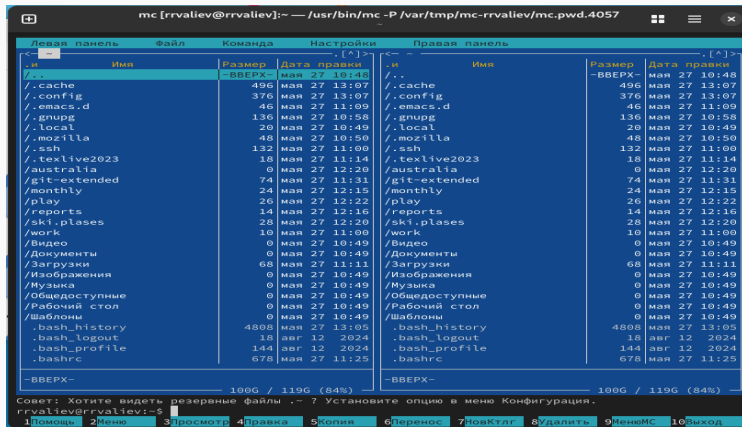 mc [rrvaliev@rrvaliev]:~ — /usr/bin/mc -P /var/tmp/mc-rrvaliev/mc.pwd.4057
~
Левая панель Файл Команда Настройки Правая панель
<— ~ .[^]> <— ~ .[^]>
.и Имя Размер Дата правки .и Имя Размер Дата правки
/.. -ВВЕРХ- мая 27 10:48 /.. -ВВЕРХ- мая 27 10:48
/.cache 496 мая 27 13:07 /.cache 496 мая 27 13:07
/.config 376 мая 27 13:07 /.config 376 мая 27 13:07
/.emacs.d 46 мая 27 11:09 /.emacs.d 46 мая 27 11:09
/.gnupg 136 мая 27 10:58 /.gnupg 136 мая 27 10:58
/.local 20 мая 27 10:49 /.local 20 мая 27 10:49
/.mozilla 48 мая 27 10:50 /.mozilla 48 мая 27 10:50
/.ssh 132 мая 27 11:00 /.ssh 132 мая 27 11:00
/.texlive2023 18 мая 27 11:14 /.texlive2023 18 мая 27 11:14
/australia 0 мая 27 12:20 /australia 0 мая 27 12:20
/git-extended 74 мая 27 11:31 /git-extended 74 мая 27 11:31
/monthly 24 мая 27 12:15 /monthly 24 мая 27 12:15
/play 26 мая 27 12:22 /play 26 мая 27 12:22
/reports 14 мая 27 12:16 /reports 14 мая 27 12:16
/ski.plases 28 мая 27 12:20 /ski.plases 28 мая 27 12:20
/work 10 мая 27 11:00 /work 10 мая 27 11:00
/Видео 0 мая 27 10:49 /Видео 0 мая 27 10:49
/Документы 0 мая 27 10:49 /Документы 0 мая 27 10:49
/Загрузки 68 мая 27 11:11 /Загрузки 68 мая 27 11:11
/Изображения 0 мая 27 10:49 /Изображения 0 мая 27 10:49
/Музыка 0 мая 27 10:49 /Музыка 0 мая 27 10:49
/Общедоступные 0 мая 27 10:49 /Общедоступные 0 мая 27 10:49
/Рабочий стол 0 мая 27 10:49 /Рабочий стол 0 мая 27 10:49
/Шаблоны 0 мая 27 10:49 /Шаблоны 0 мая 27 10:49
.bash_history 4808 мая 27 13:05 .bash_history 4808 мая 27 13:05
.bash_logout 18 авг 12 2024 .bash_logout 18 авг 12 2024
.bash_profile 144 авг 12 2024 .bash_profile 144 авг 12 2024
.bashrc 678 мая 27 11:25 .bashrc 678 мая 27 11:25
-ВВЕРХ- -ВВЕРХ-
100G / 119G (84%) 100G / 119G (84%)
Совет: Хотите видеть резервные файлы .~ ? Установите опцию в меню Конфигурация.
rrvaliev@rrvaliev:~$
1Помощь 2Меню 3Просмотр 4Правка 5Копия 6Перенос 7НовКтлг 8Удалить 9МенюMC 10Выход